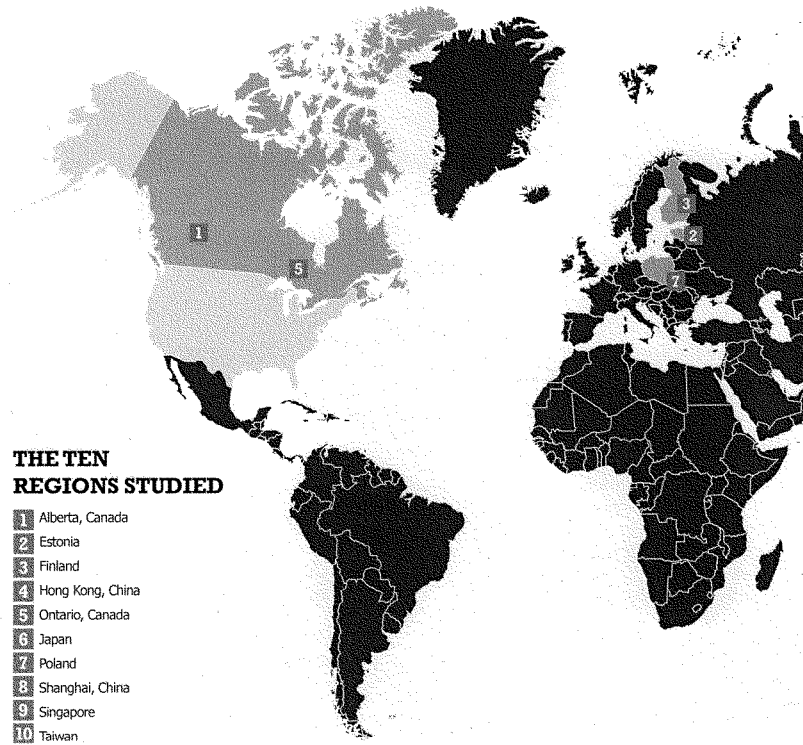 1
5
3
2
7
THE TEN
REGIONS STUDIED
1 Alberta, Canada
2 Estonia
3 Finland
4 Hong Kong, China
5 Ontario, Canada
6 Japan
7 Poland
8 Shanghai, China
9 Singapore
10 Taiwan